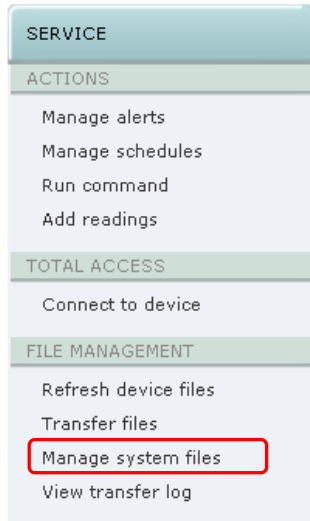 SERVICE
ACTIONS
Manage alerts
Manage schedules
Run command
Add readings
TOTAL ACCESS
Connect to device
FILE MANAGEMENT
Refresh device files
Transfer files
Manage system files
View transfer log